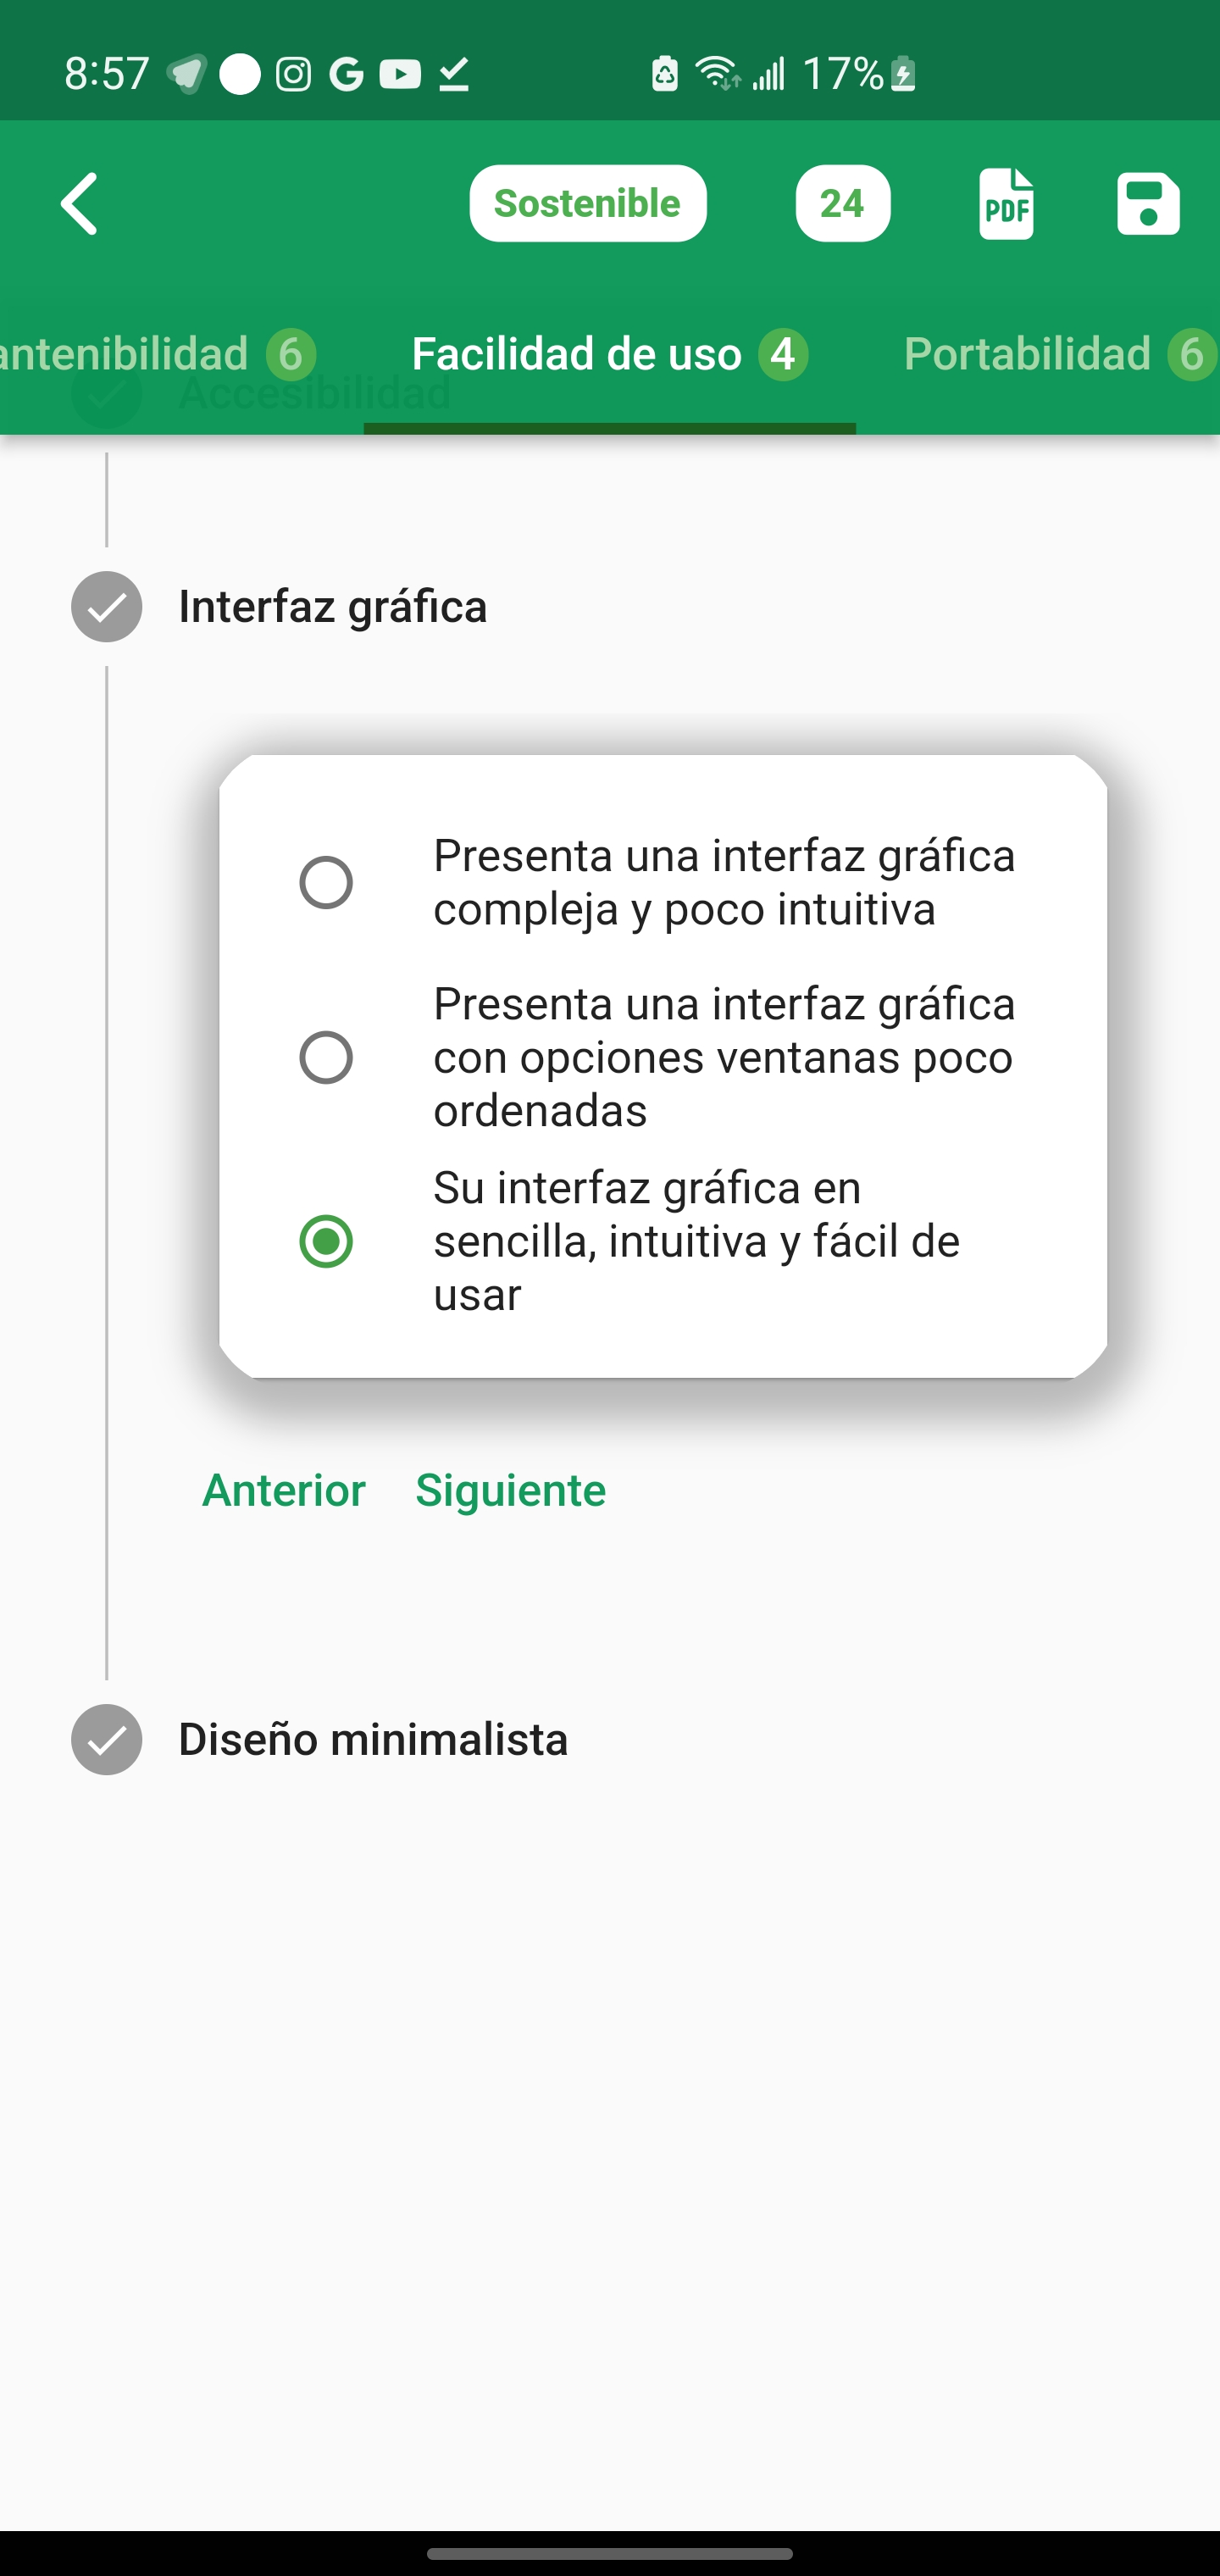 8:57
17%
Sostenible
24
PDF
antenibilidad 6
Facilidad de uso 4
Portabilidad 6
Accesibilidad
Interfaz gráfica
Presenta una interfaz gráfica
compleja y poco intuitiva
Presenta una interfaz gráfica
con opciones ventanas poco
ordenadas
Su interfaz gráfica en
sencilla, intuitiva y fácil de
usar
Anterior
Siguiente
Diseño minimalista